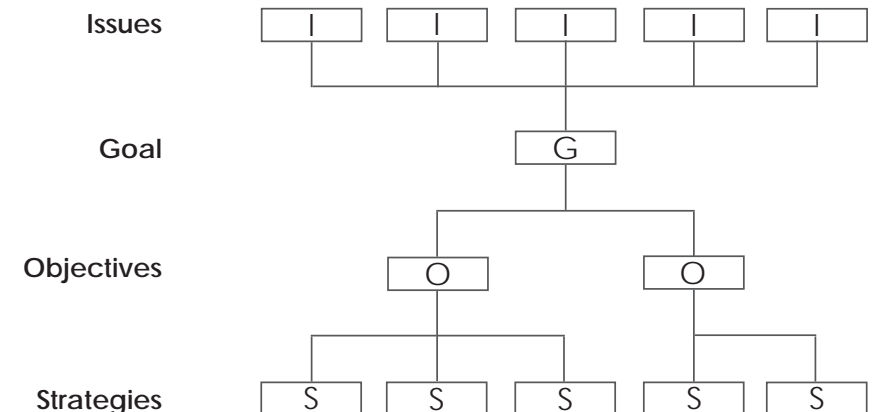 Issues I I I I I
Goal G
Objectives O O
Strategies S S S S S